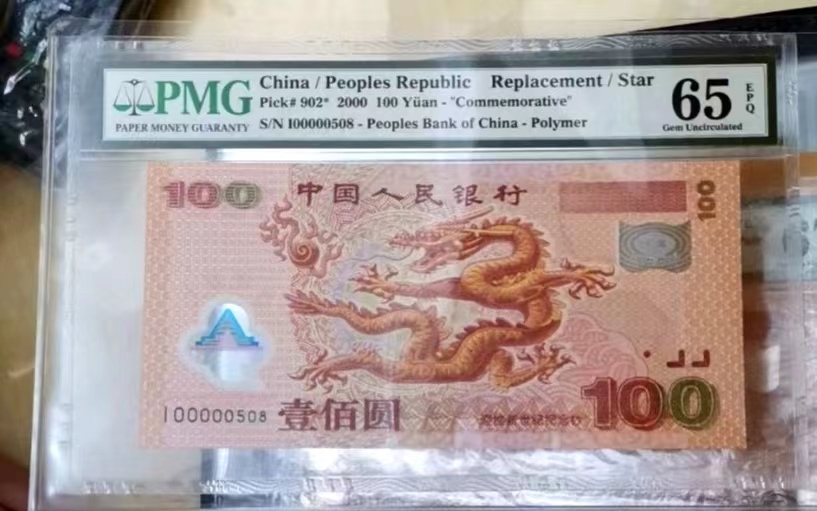 PMG
PAPER MONEY GUARANTY
China / Peoples Republic Replacement / Star
Pick# 902* 2000 100 Yüan - "Commemorative"
S/N I00000508 - Peoples Bank of China - Polymer
65
EPQ
Gem Uncirculated
100 中国人民银行
100
I00000508 壹佰圆
100